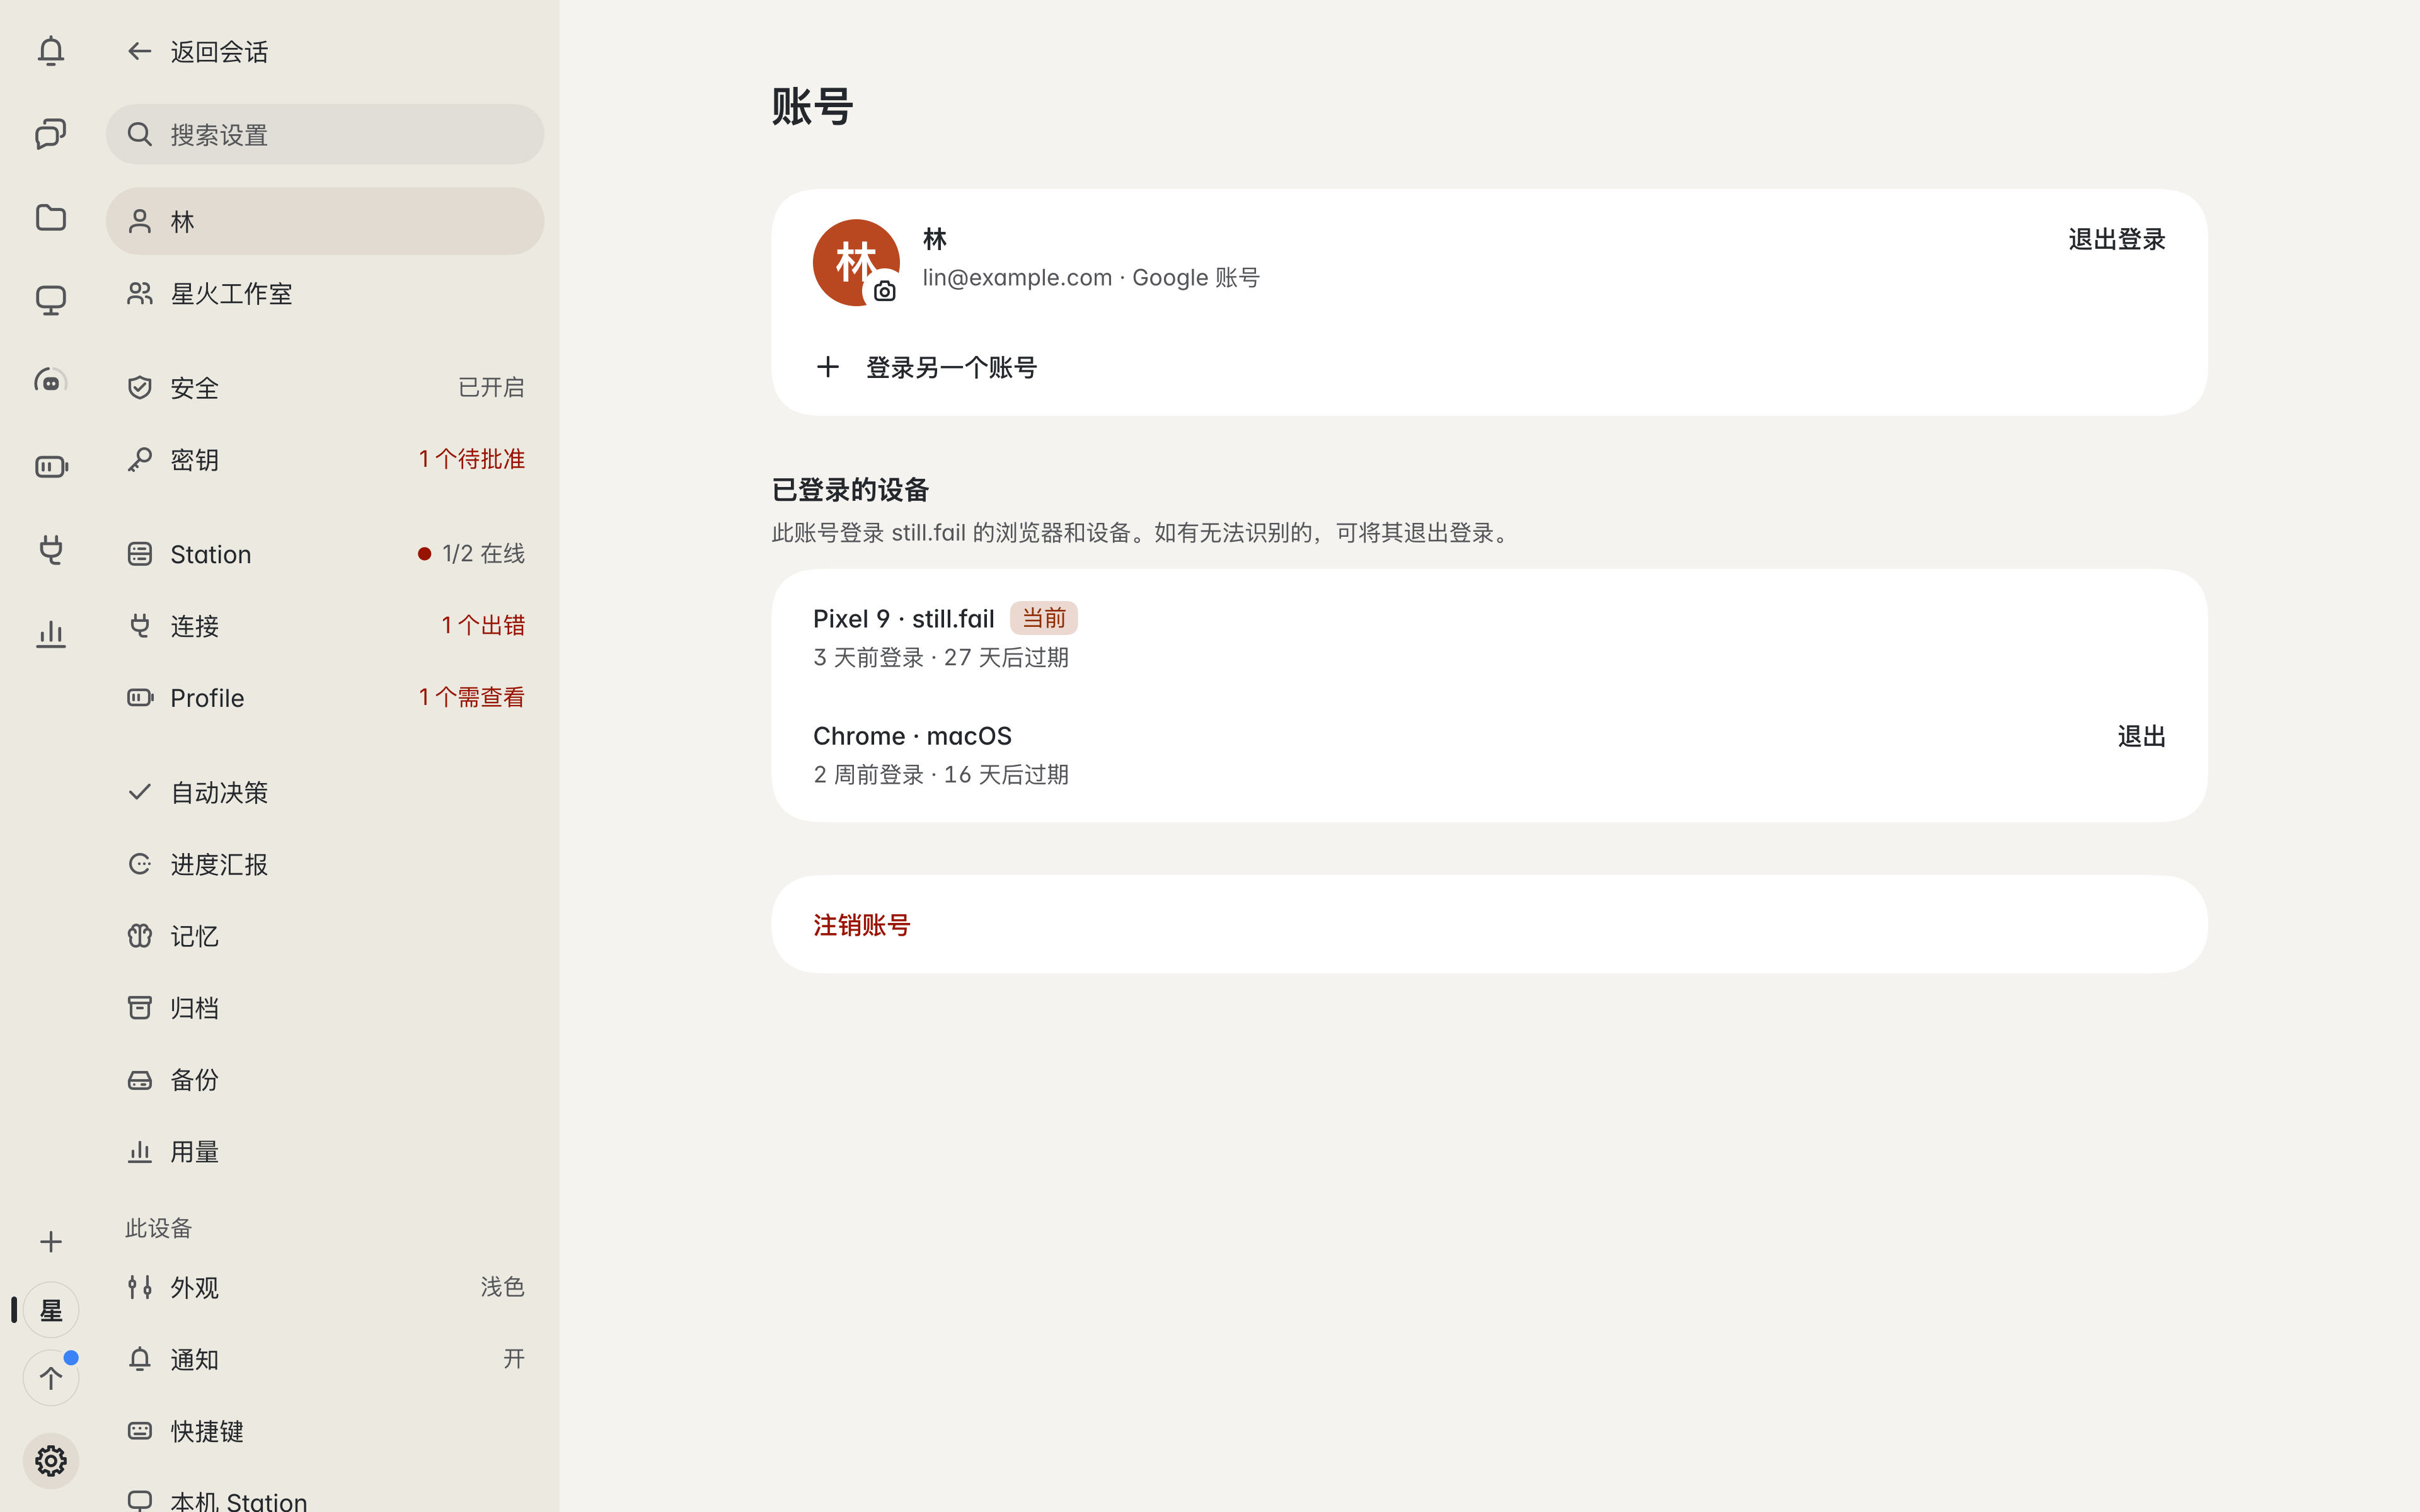 返回会话
搜索设置
林
星火工作室
安全 已开启
密钥 1 个待批准
Station 1/2 在线
连接 1 个出错
Profile 1 个需查看
自动决策
进度汇报
记忆
归档
备份
用量
此设备
外观 浅色
通知 开
快捷键
本机 Station
星
个
账号
林
林
lin@example.com · Google 账号
退出登录
登录另一个账号
已登录的设备
此账号登录 still.fail 的浏览器和设备。如有无法识别的，可将其退出登录。
Pixel 9 · still.fail 当前
3 天前登录 · 27 天后过期
Chrome · macOS
退出
2 周前登录 · 16 天后过期
注销账号